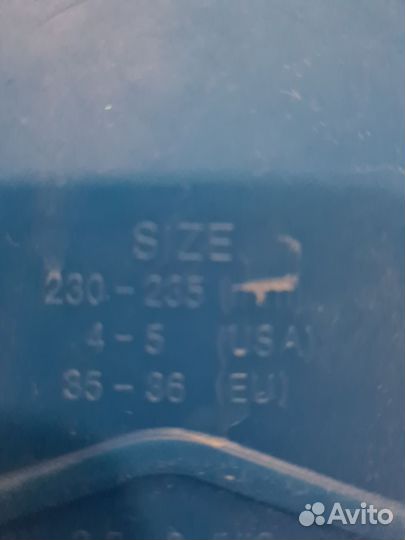 SIZE
230-235
4-5 (USA)
35-36 (EU)
Avito